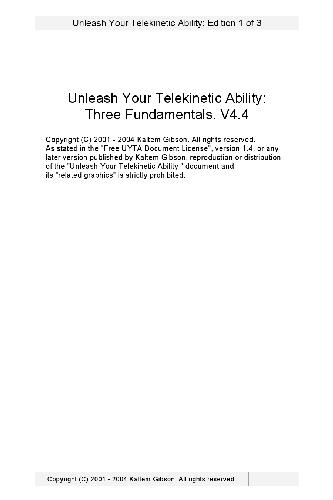 Unleash Your Telekinetic Ability: Edition 1 of 3
Unleash Your Telekinetic Ability:
Three Fundamentals. V4.4
Copyright (C) 2001 - 2004 Kaltem Gibson. All rights reserved.
As stated in the "Free UYTA Document License", version 1.4, or any
later version published by Kaltem Gibson, reproduction or distribution
of the "Unleash Your Telekinetic Ability " document and
its "related graphics" is strictly prohibited.
Copyright (C) 2001 - 2004 Kaltem Gibson. All rights reserved